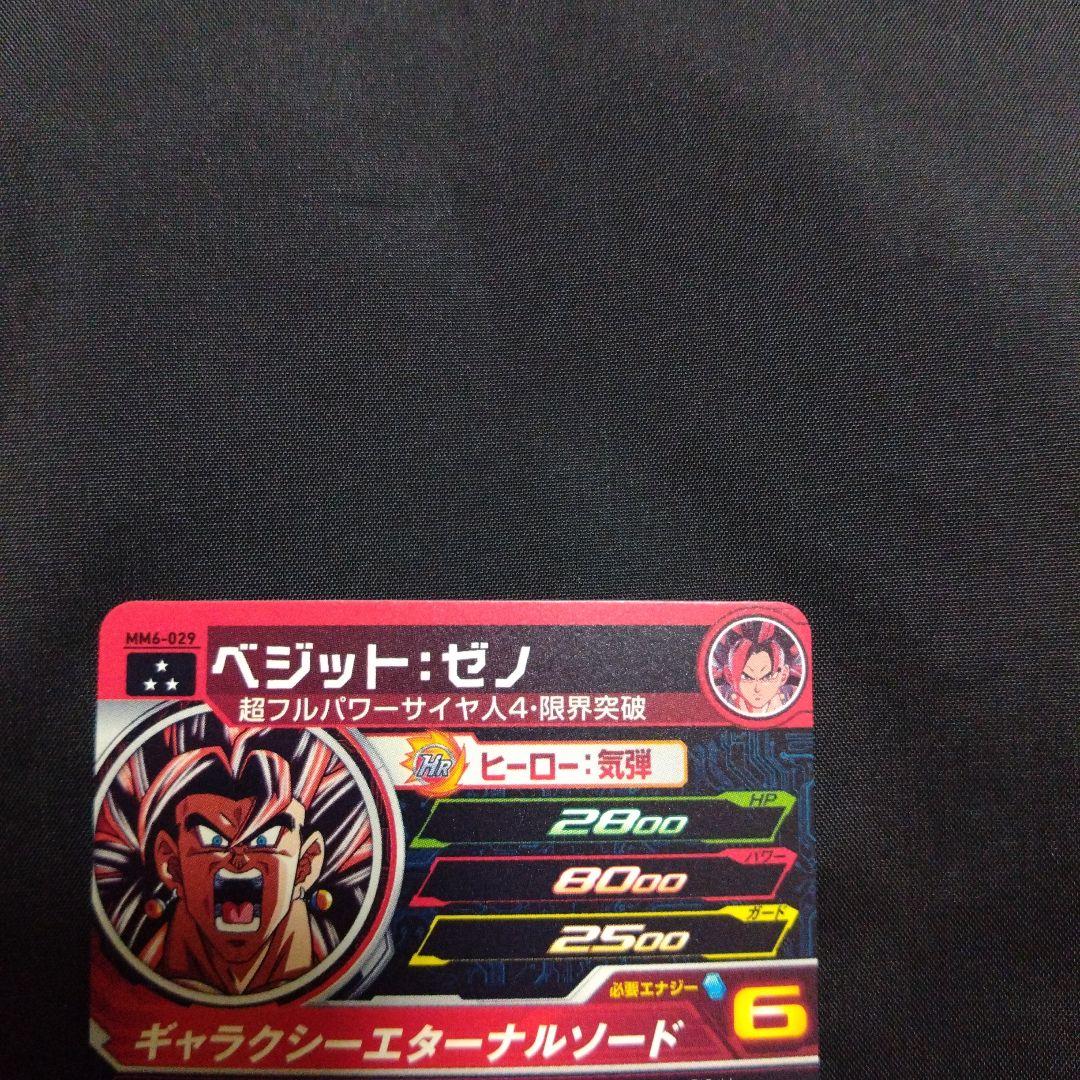 MM6-029
ベジット:ゼノ
超フルパワーサイヤ人4・限界突破
HR
ヒーロー:気弾
HP
2800
パワー
8000
ガード
2500
必要エナジー
6
ギャラクシーエターナルソード